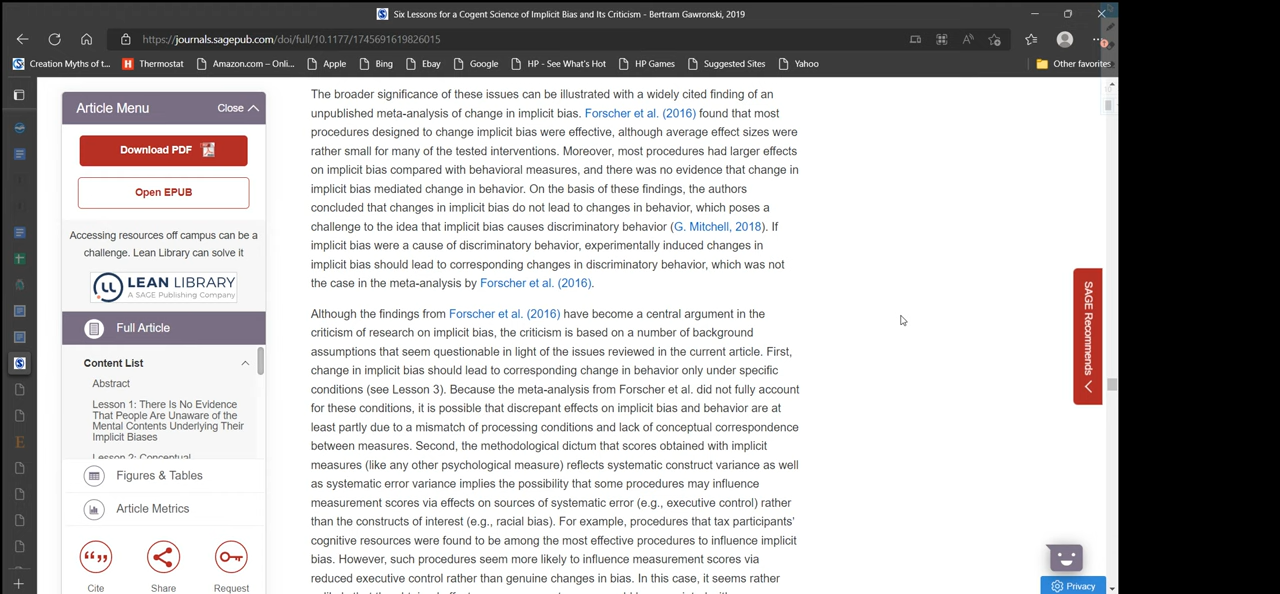 Six Lessons for a Cogent Science of Implicit Bias and Its Criticism - Bertram Gawronski, 2019
https://journals.sagepub.com/doi/full/10.1177/1745691619826015
Creation Myths of t... Thermostat Amazon.com – Onli... Apple Bing Ebay Google HP - See What's Hot HP Games Suggested Sites Yahoo Other favorites
Article Menu Close
Download PDF
Open EPUB
Accessing resources off campus can be a
challenge. Lean Library can solve it
LEAN LIBRARY
A SAGE Publishing Company
Full Article
Content List
Abstract
Lesson 1: There Is No Evidence
That People Are Unaware of the
Mental Contents Underlying Their
Implicit Biases
Lesson 2: Conceptual
Figures & Tables
Article Metrics
Cite Share Request
The broader significance of these issues can be illustrated with a widely cited finding of an
unpublished meta-analysis of change in implicit bias. Forscher et al. (2016) found that most
procedures designed to change implicit bias were effective, although average effect sizes were
rather small for many of the tested interventions. Moreover, most procedures had larger effects
on implicit bias compared with behavioral measures, and there was no evidence that change in
implicit bias mediated change in behavior. On the basis of these findings, the authors
concluded that changes in implicit bias do not lead to changes in behavior, which poses a
challenge to the idea that implicit bias causes discriminatory behavior (G. Mitchell, 2018). If
implicit bias were a cause of discriminatory behavior, experimentally induced changes in
implicit bias should lead to corresponding changes in discriminatory behavior, which was not
the case in the meta-analysis by Forscher et al. (2016).
Although the findings from Forscher et al. (2016) have become a central argument in the
criticism of research on implicit bias, the criticism is based on a number of background
assumptions that seem questionable in light of the issues reviewed in the current article. First,
change in implicit bias should lead to corresponding change in behavior only under specific
conditions (see Lesson 3). Because the meta-analysis from Forscher et al. did not fully account
for these conditions, it is possible that discrepant effects on implicit bias and behavior are at
least partly due to a mismatch of processing conditions and lack of conceptual correspondence
between measures. Second, the methodological dictum that scores obtained with implicit
measures (like any other psychological measure) reflects systematic construct variance as well
as systematic error variance implies the possibility that some procedures may influence
measurement scores via effects on sources of systematic error (e.g., executive control) rather
than the constructs of interest (e.g., racial bias). For example, procedures that tax participants'
cognitive resources were found to be among the most effective procedures to influence implicit
bias. However, such procedures seem more likely to influence measurement scores via
reduced executive control rather than genuine changes in bias. In this case, it seems rather
SAGE Recommends
Privacy